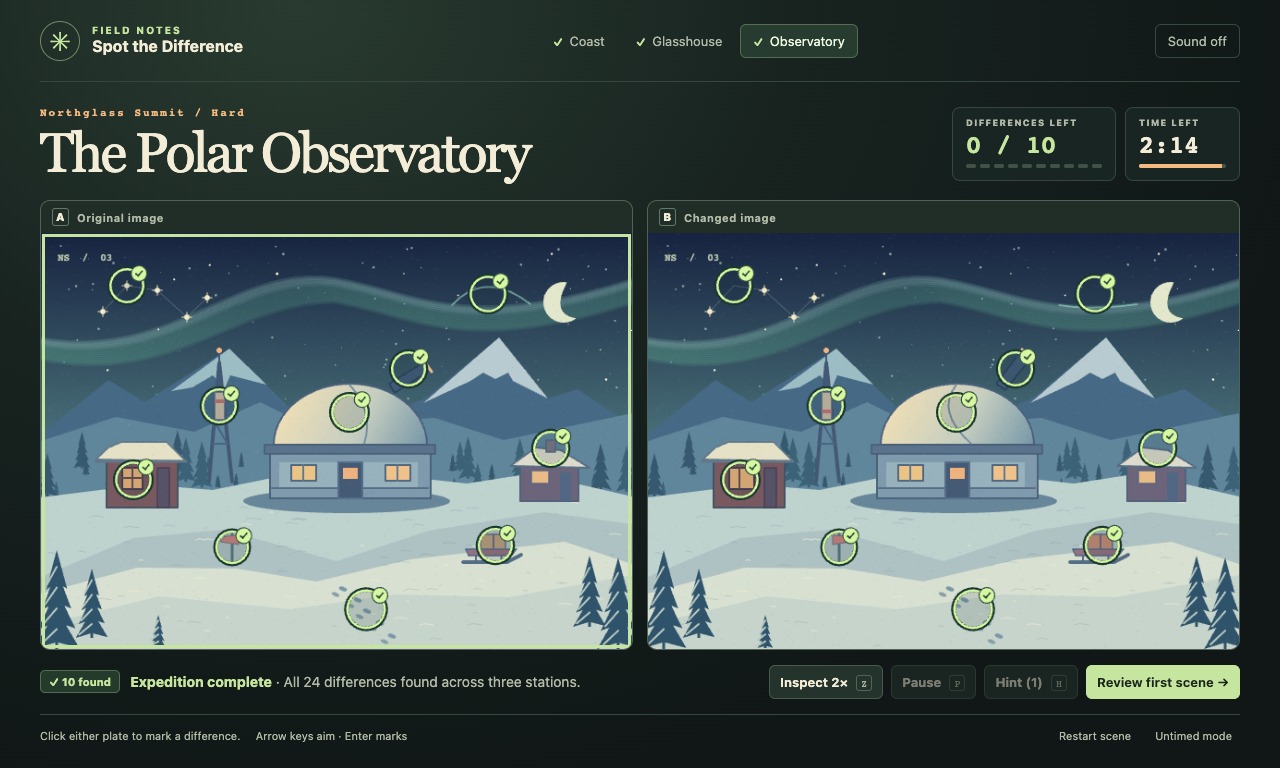 FIELD NOTES
Spot the Difference
Coast
Glasshouse
Observatory
Sound off
Northglass Summit / Hard
The Polar Observatory
DIFFERENCES LEFT
0 / 10
TIME LEFT
2:14
A Original image
B Changed image
NS / 03
NS / 03
10 found
Expedition complete · All 24 differences found across three stations.
Inspect 2× Z
Pause P
Hint (1) H
Review first scene →
Click either plate to mark a difference.
Arrow keys aim · Enter marks
Restart scene
Untimed mode